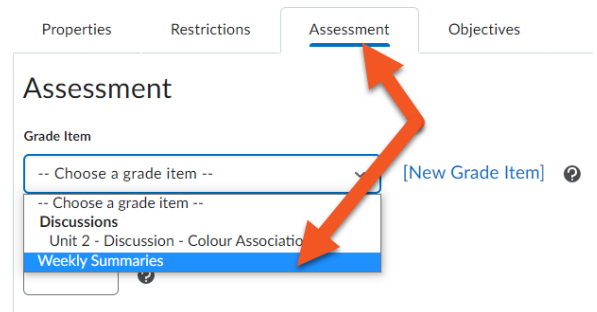 Properties Restrictions Assessment Objectives
Assessment
Grade Item
-- Choose a grade item -- [New Grade Item]
-- Choose a grade item --
Discussions
Unit 2 - Discussion - Colour
Weekly Summaries